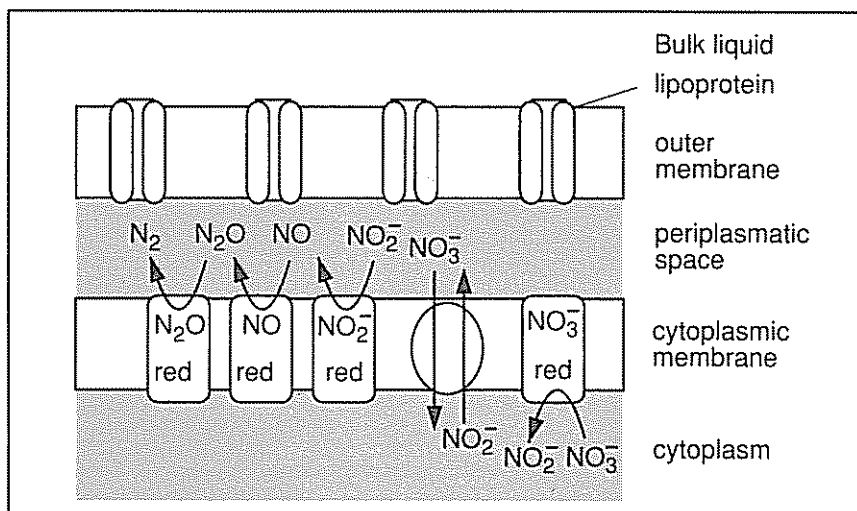 Bulk liquid
lipoprotein
outer
membrane
N₂ N₂O NO NO₂⁻ NO₃⁻
periplasmatic
space
N₂O NO NO₂⁻ NO₃⁻
red red red red
cytoplasmic
membrane
NO₂⁻ NO₂⁻ NO₃⁻
cytoplasm